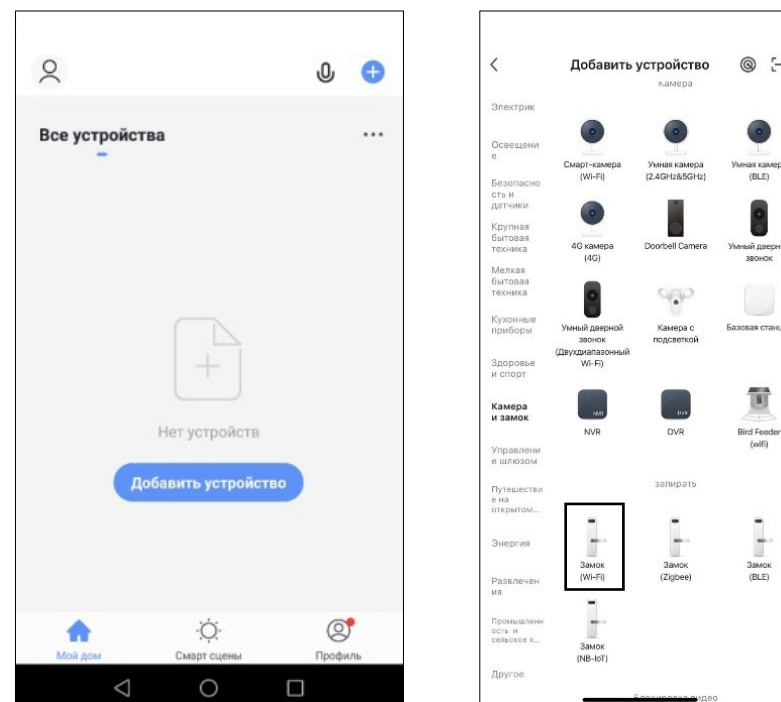 Все устройства
Нет устройств
Добавить устройство
Мой дом
Смарт сцены
Профиль
Добавить устройство
Камера
Электрик
Освещени
е
Безопасно
сть и
датчики
Крупная
бытовая
техника
Мелкая
бытовая
техника
Кухонные
приборы
Здоровье
и спорт
Камера
и замок
Управлени
е шлюзом
Путешестви
е на
открытом...
Энергия
Развлечен
ия
Промышленн
ость и
сельское х...
Другое
Смарт-камера
(Wi-Fi)
Умная камера
(2.4GHz&5GHz)
Умная камер
(BLE)
4G камера
(4G)
Doorbell Camera
Умный дверн
звонок
Умный дверной
звонок
(Двухдиапазонный
Wi-Fi)
Камера с
подсветкой
Базовая станц
NVR
DVR
Bird Feeder
(wifi)
запирать
Замок
(Wi-Fi)
Замок
(Zigbee)
Замок
(BLE)
Замок
(NB-IoT)